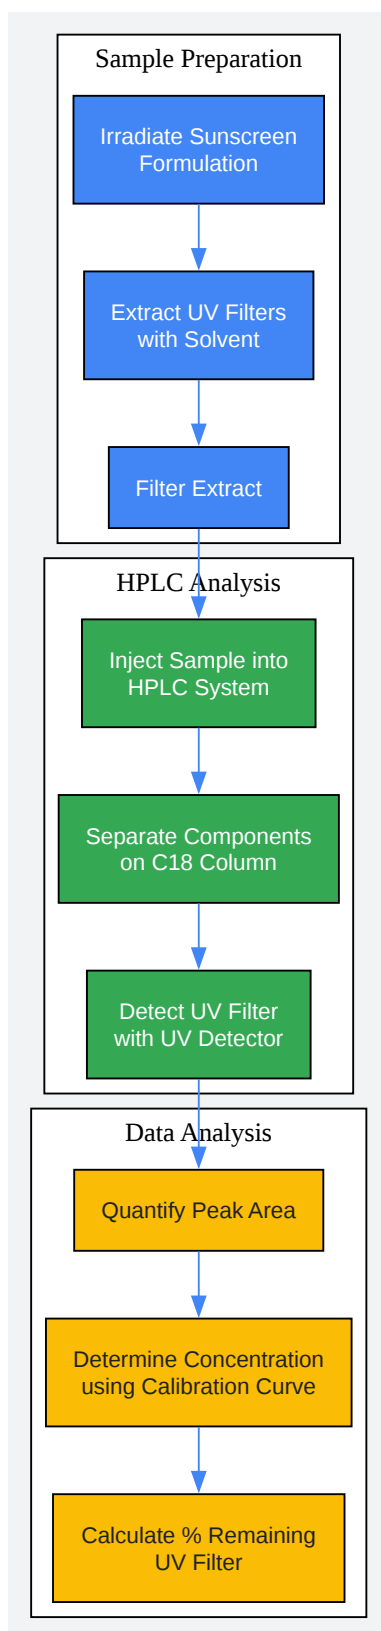 Sample Preparation
Irradiate Sunscreen
Formulation
Extract UV Filters
with Solvent
Filter Extract
HPLC Analysis
Inject Sample into
HPLC System
Separate Components
on C18 Column
Detect UV Filter
with UV Detector
Data Analysis
Quantify Peak Area
Determine Concentration
using Calibration Curve
Calculate % Remaining
UV Filter